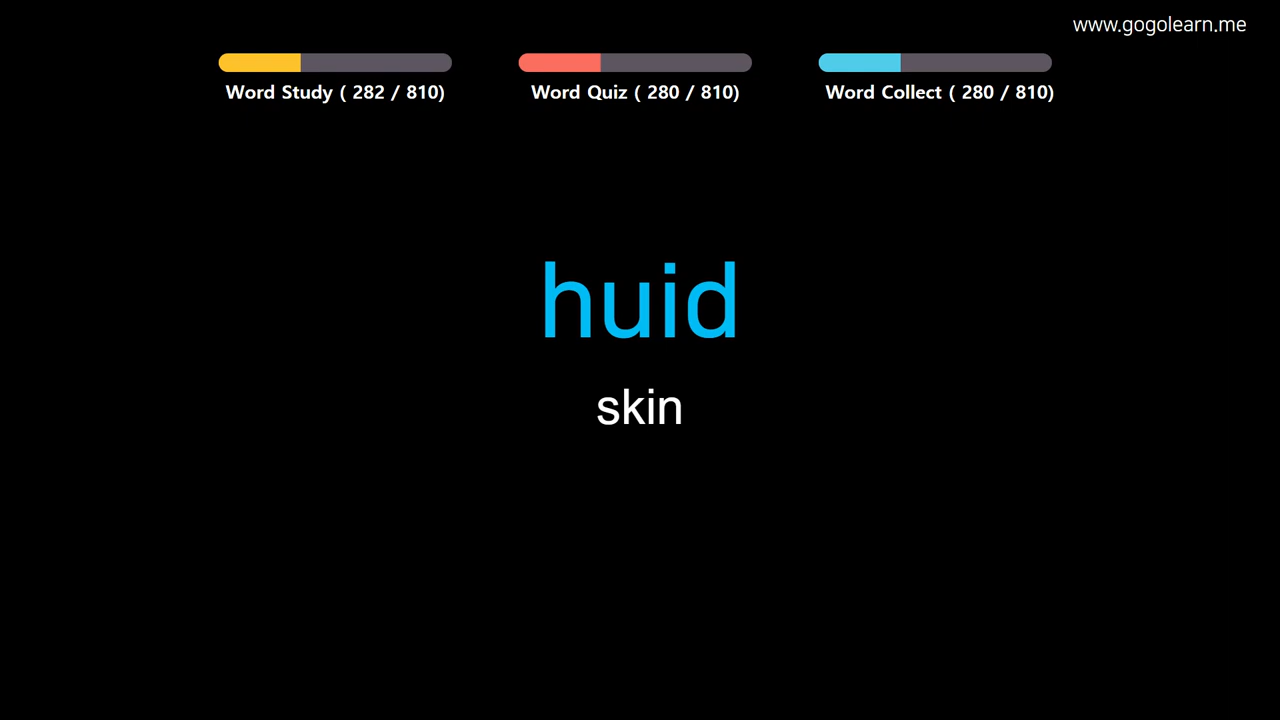 www.gogolearn.me
Word Study ( 282 / 810)
Word Quiz ( 280 / 810)
Word Collect ( 280 / 810)
huid
skin